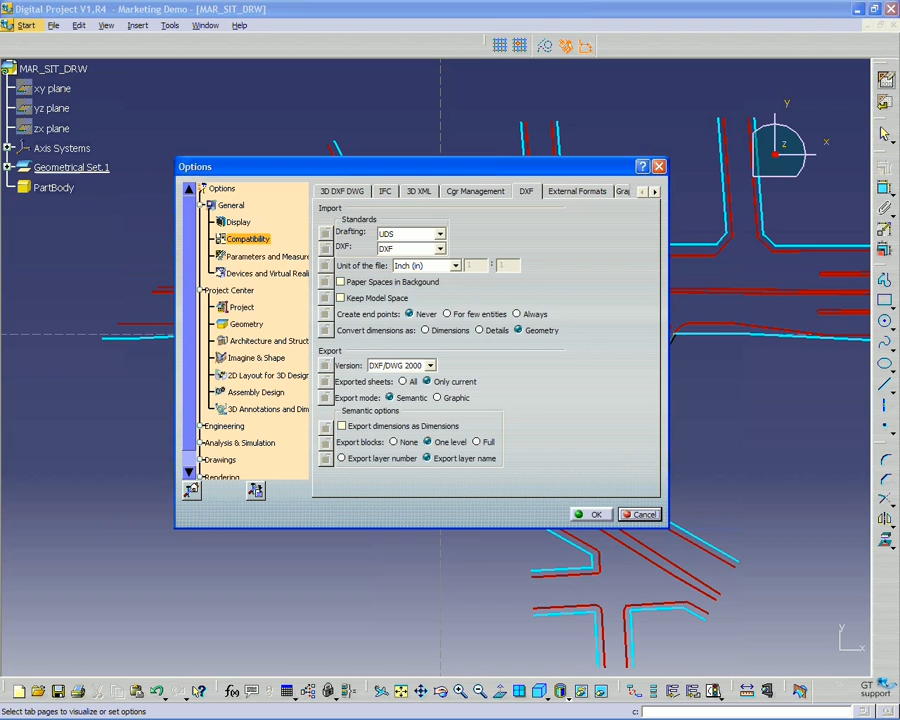 Digital Project V1,R4 - Marketing Demo - [MAR_SIT_DRW]
Start File Edit View Insert Tools Window Help
MAR_SIT_DRW
xy plane
yz plane
zx plane
Axis Systems
Geometrical Set.1
PartBody
y
x
z
Options
Options
General
Display
Compatibility
Parameters and Measure
Devices and Virtual Reali
Project Center
Project
Geometry
Architecture and Struct
Imagine & Shape
2D Layout for 3D Design
Assembly Design
3D Annotations and Dim
Engineering
Analysis & Simulation
Drawings
Rendering
3D DXF DWG IFC 3D XML Cgr Management DXF External Formats Grap
Import
Standards
Drafting: UDS
DXF: DXF
Unit of the file: Inch (in) 1 : 1
Paper Spaces in Backgound
Keep Model Space
Create end points: Never For few entities Always
Convert dimensions as: Dimensions Details Geometry
Export
Version: DXF/DWG 2000
Exported sheets: All Only current
Export mode: Semantic Graphic
Semantic options
Export dimensions as Dimensions
Export blocks: None One level Full
Export layer number Export layer name
OK Cancel
y
x
f(x)
GT
support
Select tab pages to visualize or set options
c: